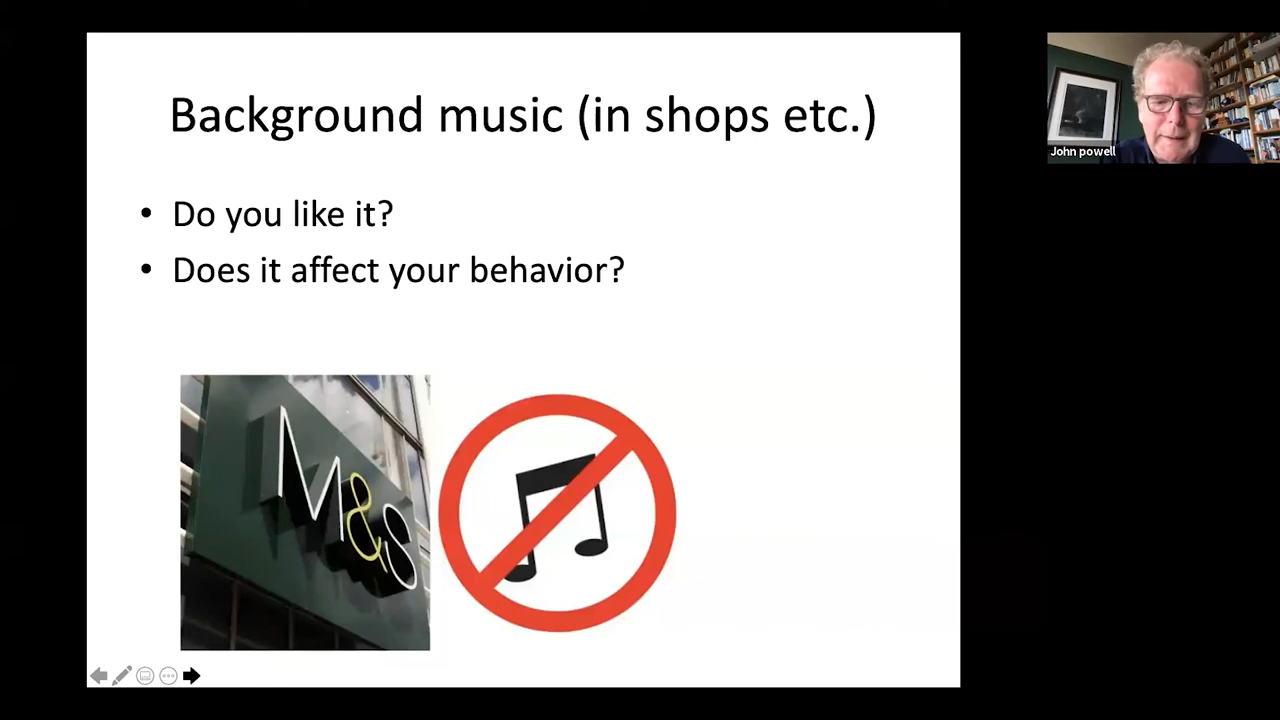 Background music (in shops etc.)
John powell
• Do you like it?
• Does it affect your behavior?
M&S